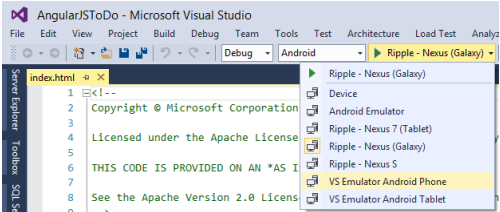 AngularJSToDo - Microsoft Visual Studio
File Edit View Project Build Debug Team Tools Test Architecture Load Test Analyz
Debug Android Ripple - Nexus (Galaxy)
index.html
Ripple - Nexus (Galaxy)
Device
Android Emulator
Ripple - Nexus 7 (Tablet)
Ripple - Nexus (Galaxy)
Ripple - Nexus S
VS Emulator Android Phone
VS Emulator Android Tablet
Server Explorer
Toolbox
SQL Se
1 <!--
2 Copyright © Microsoft Corporation
3
4 Licensed under the Apache License
5
6 THIS CODE IS PROVIDED ON AN *AS I
7
8 See the Apache Version 2.0 License